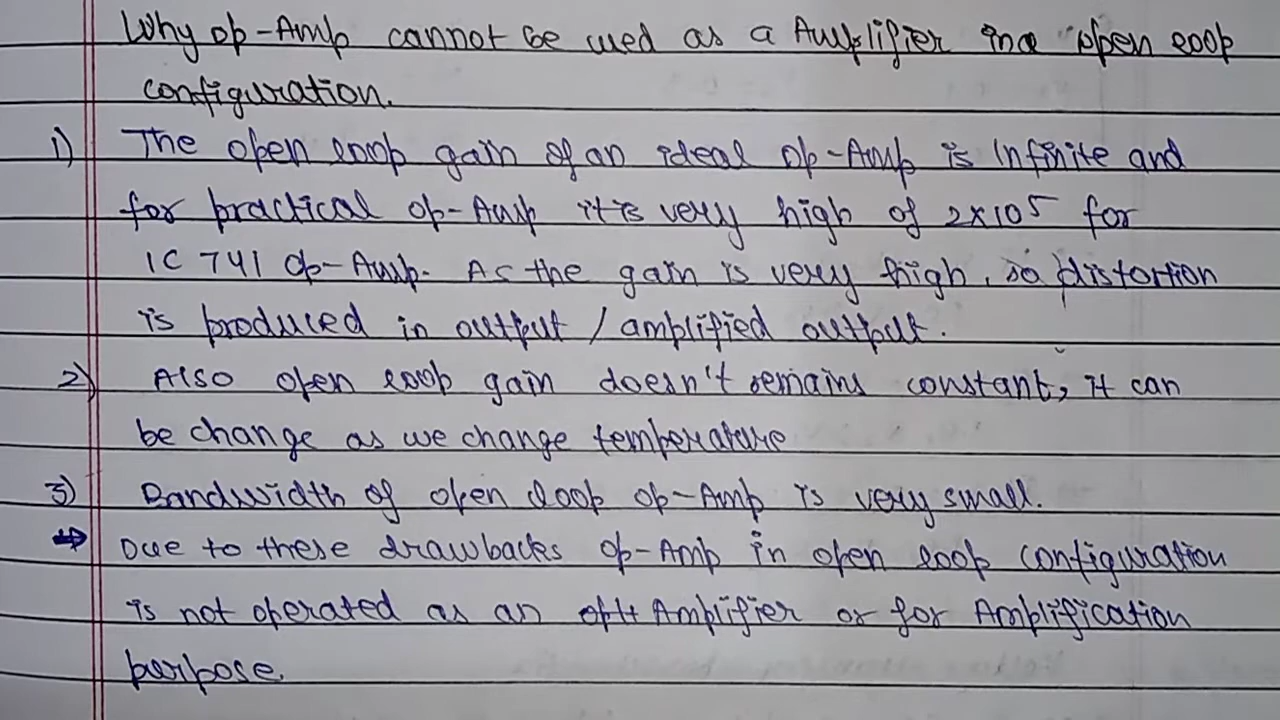 Why op-Amp cannot be used as a Amplifier in a open loop
configuration.
1) The open loop gain of an ideal op-Amp is Infinite and
for practical op-Amp it is very high of 2x10⁵ for
IC 741 op-Amp. As the gain is very high, so distortion
is produced in output / amplified output.
2) Also open loop gain doesn't remains constant, it can
be change as we change temperature
3) Bandwidth of open loop op-Amp is very small.
⇒ Due to these drawbacks op-Amp in open loop configuration
is not operated as an Amplifier or for Amplification
purpose.